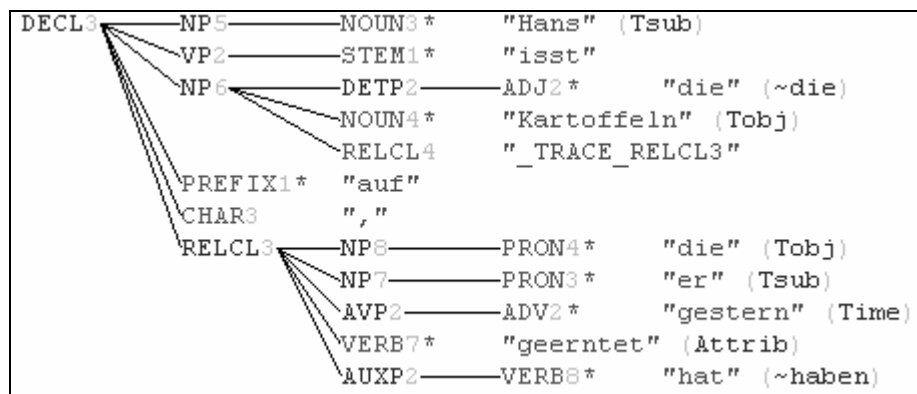 DECL3 NP5 NOUN3* "Hans" (Tsub)
VP2 STEM1* "isst"
NP6 DETP2 ADJ2* "die" (~die)
NOUN4* "Kartoffeln" (Tobj)
RELCL4 "_TRACE_RELCL3"
PREFIX1* "auf"
CHAR3 ","
RELCL3 NP8 PRON4* "die" (Tobj)
NP7 PRON3* "er" (Tsub)
AVP2 ADV2* "gestern" (Time)
VERB7* "geerntet" (Attrib)
AUXP2 VERB8* "hat" (~haben)